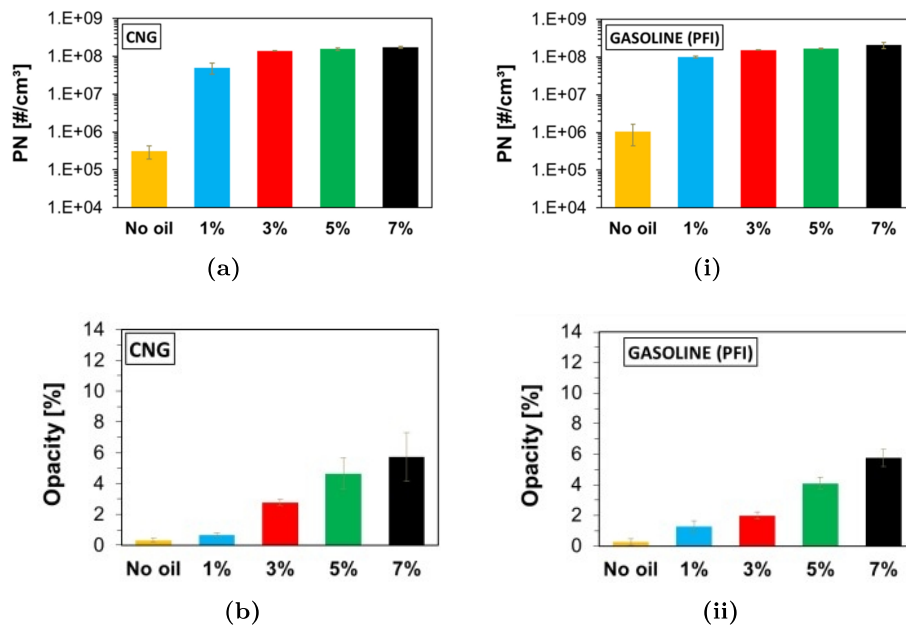 CNG
PN [#/cm³]
1.E+09
1.E+08
1.E+07
1.E+06
1.E+05
1.E+04
No oil 1% 3% 5% 7%
(a)
GASOLINE (PFI)
PN [#/cm³]
1.E+09
1.E+08
1.E+07
1.E+06
1.E+05
1.E+04
No oil 1% 3% 5% 7%
(i)
CNG
Opacity [%]
14
12
10
8
6
4
2
0
No oil 1% 3% 5% 7%
(b)
GASOLINE (PFI)
Opacity [%]
14
12
10
8
6
4
2
0
No oil 1% 3% 5% 7%
(ii)